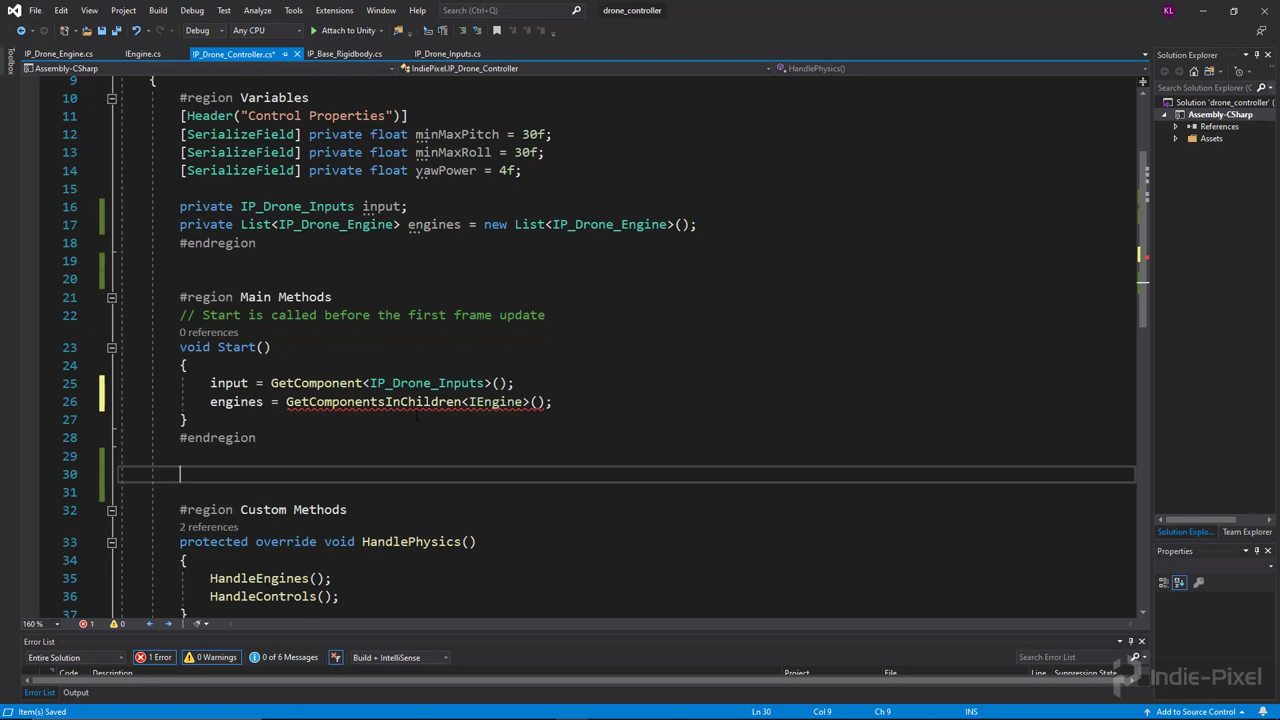 File Edit View Project Build Debug Test Analyze Tools Extensions Window Help Search (Ctrl+Q) drone_controller KL
Debug Any CPU Attach to Unity
IP_Drone_Engine.cs IEngine.cs IP_Drone_Controller.cs* IP_Base_Rigidbody.cs IP_Drone_Inputs.cs
Assembly-CSharp IndiePixel.IP_Drone_Controller HandlePhysics()
Toolbox
9 {
10 #region Variables
11 [Header("Control Properties")]
12 [SerializeField] private float minMaxPitch = 30f;
13 [SerializeField] private float minMaxRoll = 30f;
14 [SerializeField] private float yawPower = 4f;
15
16 private IP_Drone_Inputs input;
17 private List<IP_Drone_Engine> engines = new List<IP_Drone_Engine>();
18 #endregion
19
20
21 #region Main Methods
22 // Start is called before the first frame update
0 references
23 void Start()
24 {
25 input = GetComponent<IP_Drone_Inputs>();
26 engines = GetComponentsInChildren<IEngine>();
27 }
28 #endregion
29
30
31
32 #region Custom Methods
2 references
33 protected override void HandlePhysics()
34 {
35 HandleEngines();
36 HandleControls();
37 }
160 % 1 0 Ln 30 Col 9 Ch 9 INS
Error List
Entire Solution 1 Error 0 Warnings 0 of 6 Messages Build + IntelliSense Search Error List
Code Description Project File Line Suppression State
Error List Output
Item(s) Saved Add to Source Control
Solution Explorer
Search Solution Explorer
Solution 'drone_controller' (
Assembly-CSharp
References
Assets
Solution Explo... Team Explorer
Properties
Indie-Pixel